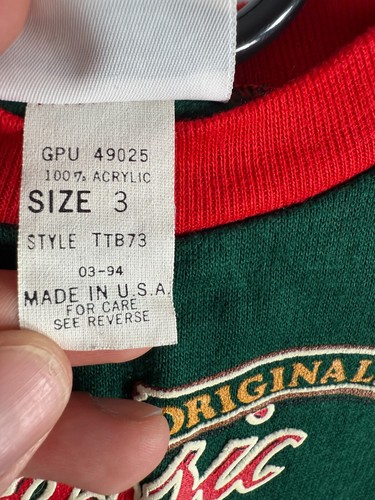 GPU 49025
100% ACRYLIC
SIZE 3
STYLE TTB73
03-94
MADE IN U.S.A.
FOR CARE
SEE REVERSE
ORIGINAL